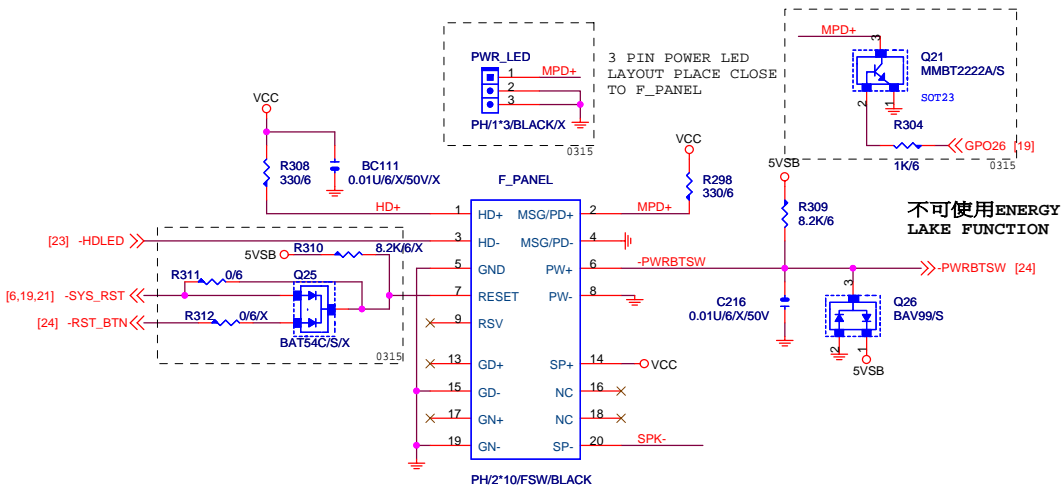 PWR_LED
1
MPD+
2
3
PH/1*3/BLACK/X
0315
3 PIN POWER LED
LAYOUT PLACE CLOSE
TO F_PANEL
MPD+
3
Q21
MMBT2222A/S
SOT23
2
1
R304
1K/6
GPO26 [19]
0315
VCC
R308
330/6
BC111
0.01U/6/X/50V/X
HD+
VCC
R298
330/6
MPD+
5VSB
R309
8.2K/6
不可使用ENERGY
LAKE FUNCTION
F_PANEL
1 HD+ MSG/PD+ 2
3 HD- MSG/PD- 4
5 GND PW+ 6
7 RESET PW- 8
9 RSV
13 GD+ SP+ 14
15 GD- NC 16
17 GN+ NC 18
19 GN- SP- 20
PH/2*10/FSW/BLACK
[23] -HDLED
5VSB
R310
8.2K/6/X
R311
0/6
Q25
[6,19,21] -SYS_RST
[24] -RST_BTN
R312
0/6/X
BAT54C/S/X
0315
-PWRBTSW
-PWRBTSW [24]
C216
0.01U/6/X/50V
3
Q26
BAV99/S
2
1
5VSB
VCC
SPK-